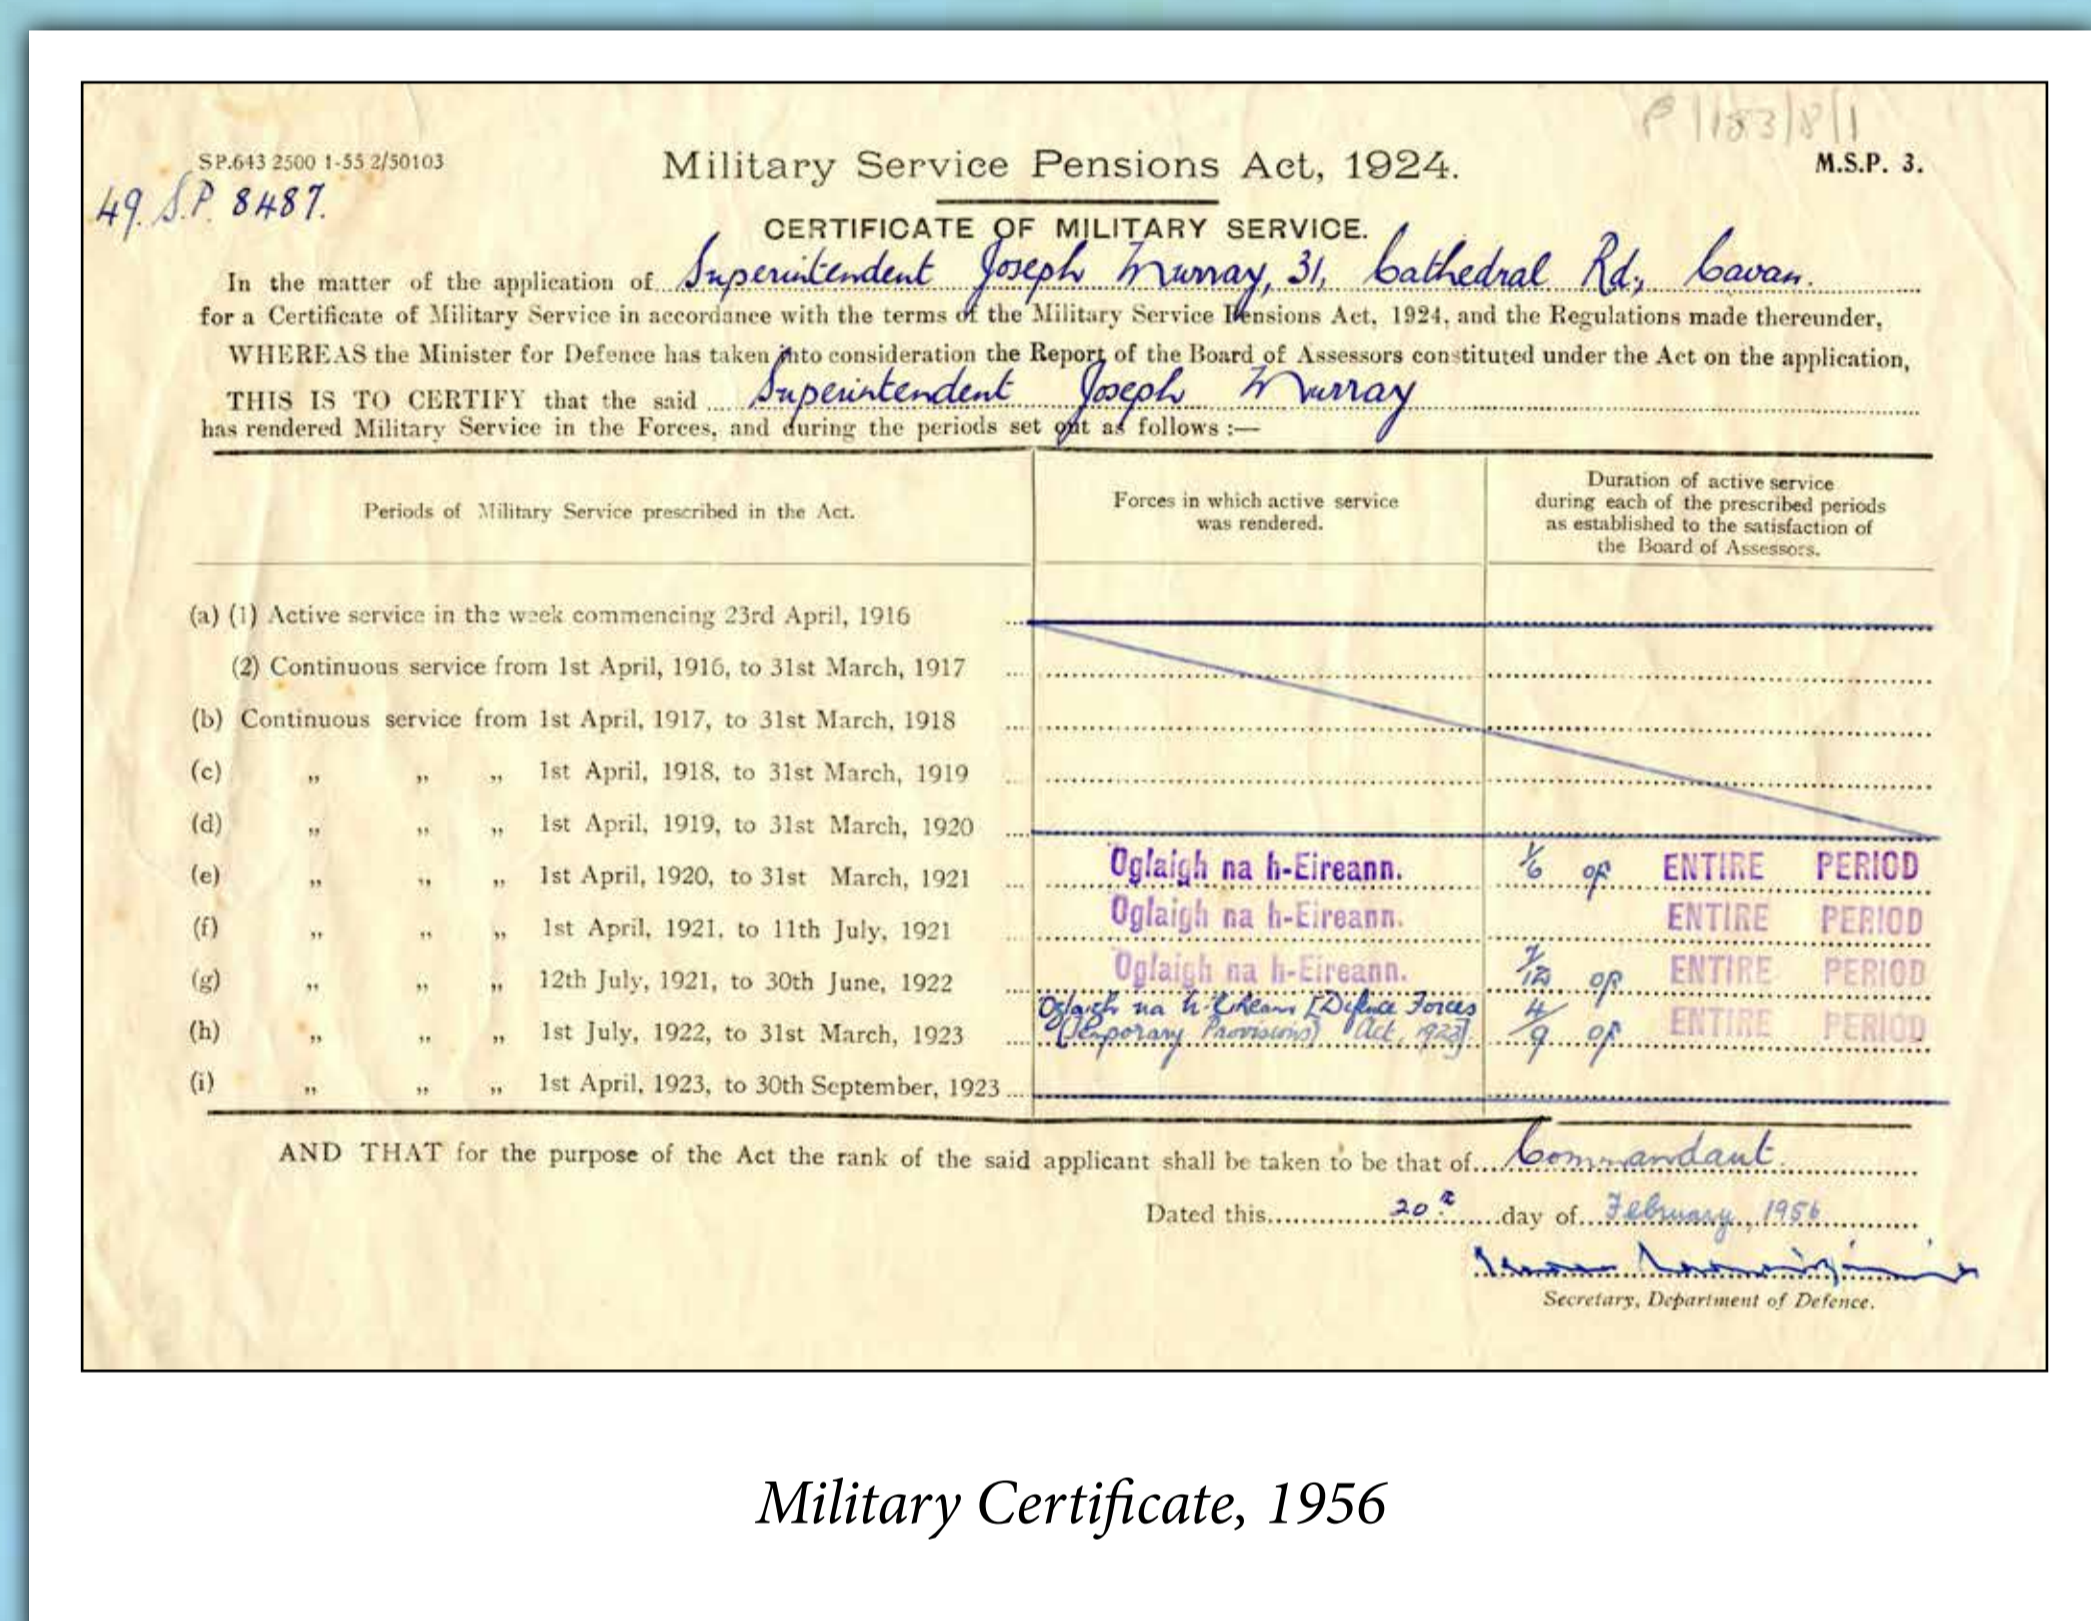 P 1183/8/1
SP.643 2500 1-55 2/50103
Military Service Pensions Act, 1924.
M.S.P. 3.
49. S.P. 8487.
CERTIFICATE OF MILITARY SERVICE.
In the matter of the application of Superintendent Joseph Murray, 31, Cathedral Rd., Cavan.
for a Certificate of Military Service in accordance with the terms of the Military Service Pensions Act, 1924, and the Regulations made thereunder,
WHEREAS the Minister for Defence has taken into consideration the Report of the Board of Assessors constituted under the Act on the application,
THIS IS TO CERTIFY that the said Superintendent Joseph Murray
has rendered Military Service in the Forces, and during the periods set out as follows :—
Periods of Military Service prescribed in the Act.
Forces in which active service
was rendered.
Duration of active service
during each of the prescribed periods
as established to the satisfaction of
the Board of Assessors.
(a) (1) Active service in the week commencing 23rd April, 1916
(2) Continuous service from 1st April, 1916, to 31st March, 1917
(b) Continuous service from 1st April, 1917, to 31st March, 1918
(c) „ „ „ 1st April, 1918, to 31st March, 1919
(d) „ „ „ 1st April, 1919, to 31st March, 1920
(e) „ „ „ 1st April, 1920, to 31st March, 1921 Oglaigh na h-Eireann. 1/6 OF ENTIRE PERIOD
(f) „ „ „ 1st April, 1921, to 11th July, 1921 Oglaigh na h-Eireann. ENTIRE PERIOD
(g) „ „ „ 12th July, 1921, to 30th June, 1922 Oglaigh na h-Eireann. 7/12 OF ENTIRE PERIOD
(h) „ „ „ 1st July, 1922, to 31st March, 1923 Oglaigh na h-Eireann [Defence Forces
(Temporary Provisions) Act, 1923]. 4/9 OF ENTIRE PERIOD
(i) „ „ „ 1st April, 1923, to 30th September, 1923
AND THAT for the purpose of the Act the rank of the said applicant shall be taken to be that of Commandant.
Dated this 20th day of February, 1956
Secretary, Department of Defence.
Military Certificate, 1956